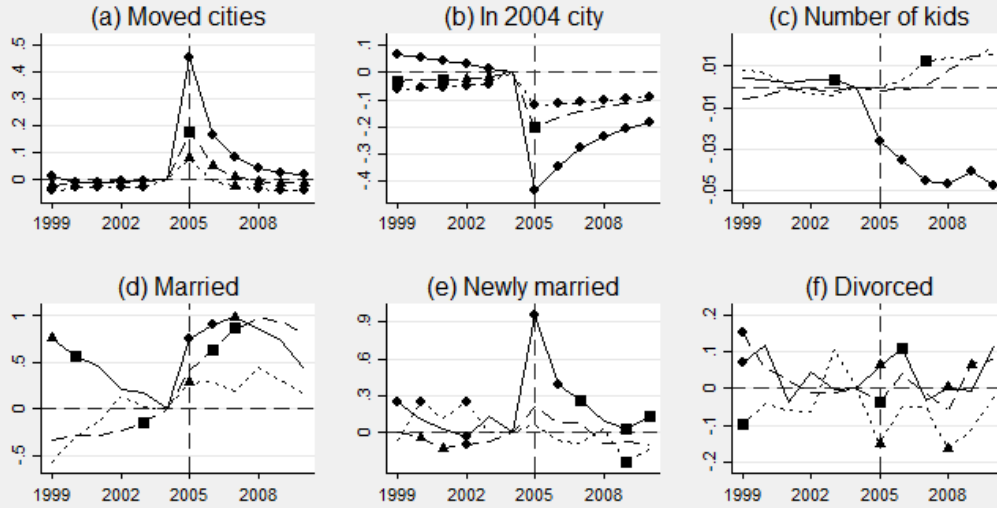 (a) Moved cities
(b) In 2004 city
(c) Number of kids
.5
.4
.3
.2
.1
0
1999 2002 2005 2008
.1
0
-.1
-.2
-.3
-.4
1999 2002 2005 2008
.01
-.01
-.03
-.05
1999 2002 2005 2008
(d) Married
(e) Newly married
(f) Divorced
1
.5
0
-.5
1999 2002 2005 2008
.9
.6
.3
0
1999 2002 2005 2008
.2
.1
0
-.1
-.2
1999 2002 2005 2008